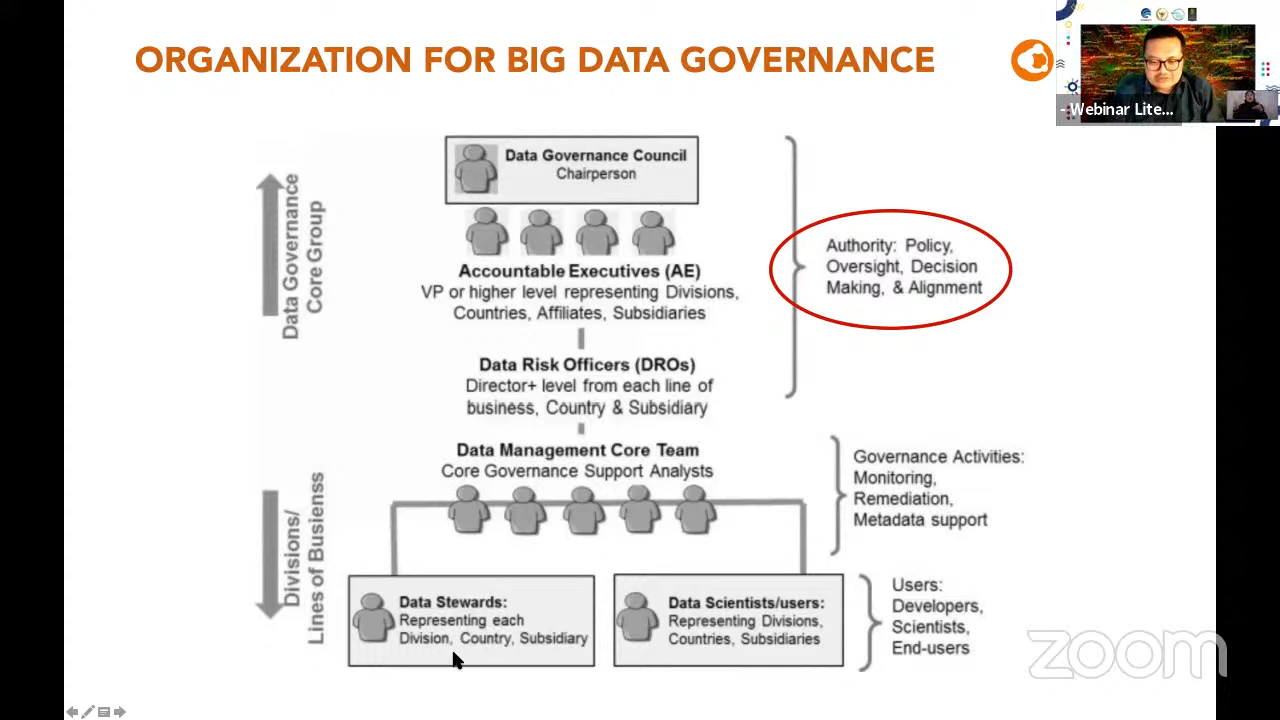 ORGANIZATION FOR BIG DATA GOVERNANCE
- Webinar Lite...
Data Governance
Core Group
Data Governance Council
Chairperson
Accountable Executives (AE)
VP or higher level representing Divisions,
Countries, Affiliates, Subsidiaries
Authority: Policy,
Oversight, Decision
Making, & Alignment
Data Risk Officers (DROs)
Director+ level from each line of
business, Country & Subsidiary
Data Management Core Team
Core Governance Support Analysts
Governance Activities:
Monitoring,
Remediation,
Metadata support
Divisions/
Lines of Busienss
Data Stewards:
Representing each
Division, Country, Subsidiary
Data Scientists/users:
Representing Divisions,
Countries, Subsidiaries
Users:
Developers,
Scientists,
End-users
zoom